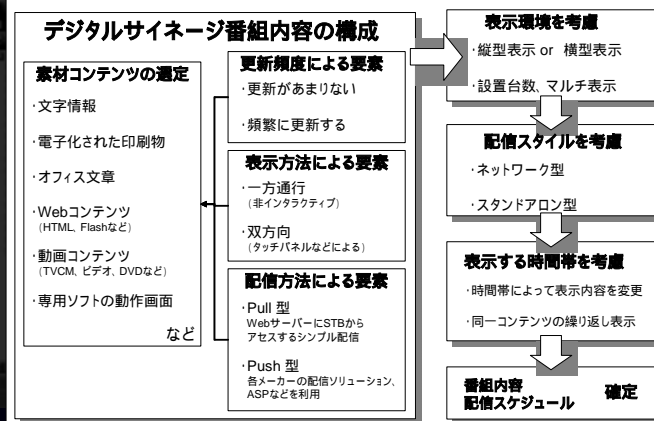 デジタルサイネージ番組内容の構成
素材コンテンツの選定
・文字情報
・電子化された印刷物
・オフィス文章
・Webコンテンツ
(HTML、Flashなど)
・動画コンテンツ
(TVCM、ビデオ、DVDなど)
・専用ソフトの動作画面
など
更新頻度による要素
・更新があまりない
・頻繁に更新する
表示方法による要素
・一方通行
(非インタラクティブ)
・双方向
(タッチパネルなどによる)
配信方法による要素
・Pull 型
WebサーバーにSTBから
アセスするシンプル配信
・Push 型
各メーカーの配信ソリューション、
ASPなどを利用
表示環境を考慮
・縦型表示 or 横型表示
・設置台数、マルチ表示
配信スタイルを考慮
・ネットワーク型
・スタンドアロン型
表示する時間帯を考慮
・時間帯によって表示内容を変更
・同一コンテンツの繰り返し表示
番組内容
配信スケジュール 確定